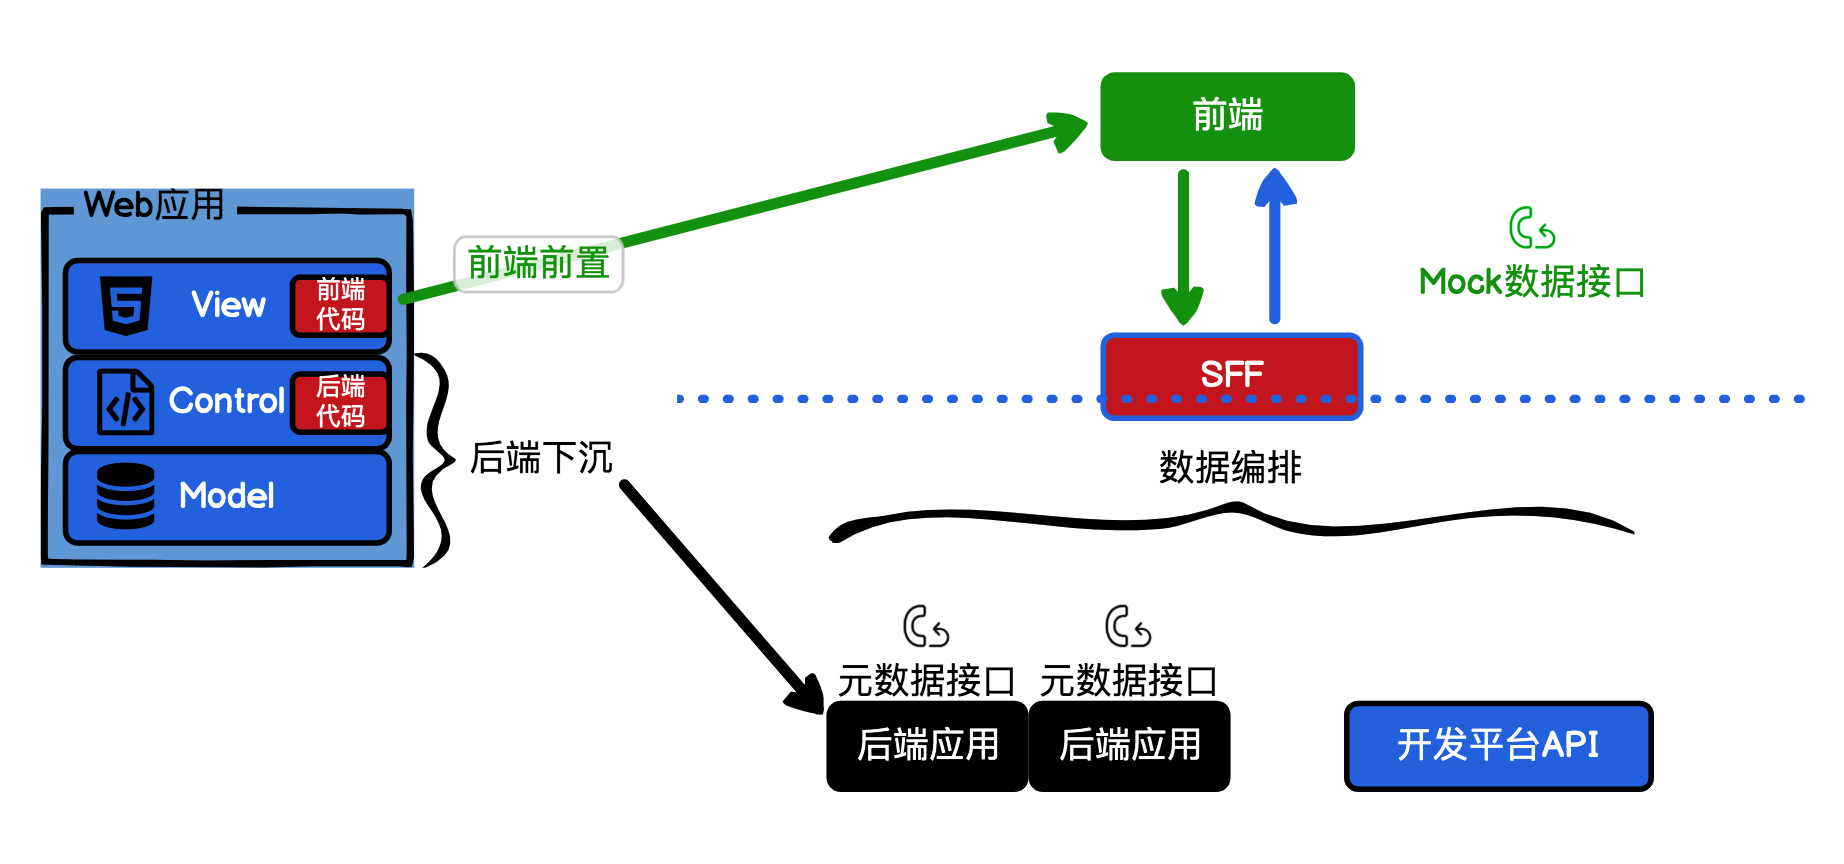 前端
Web应用
前端前置
View
前端
代码
Mock数据接口
Control
后端
代码
SFF
后端下沉
数据编排
Model
元数据接口
元数据接口
后端应用
后端应用
开发平台API